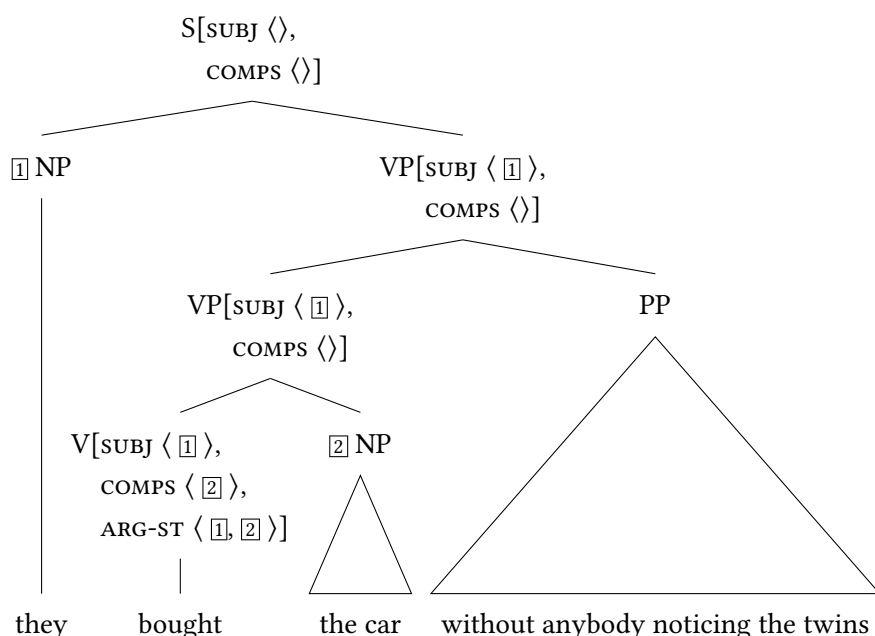 S[SUBJ ⟨⟩,
COMPS ⟨⟩]
1 NP
VP[SUBJ ⟨ 1 ⟩,
COMPS ⟨⟩]
VP[SUBJ ⟨ 1 ⟩,
COMPS ⟨⟩]
PP
V[SUBJ ⟨ 1 ⟩,
COMPS ⟨ 2 ⟩,
ARG-ST ⟨ 1, 2 ⟩]
2 NP
they bought the car without anybody noticing the twins